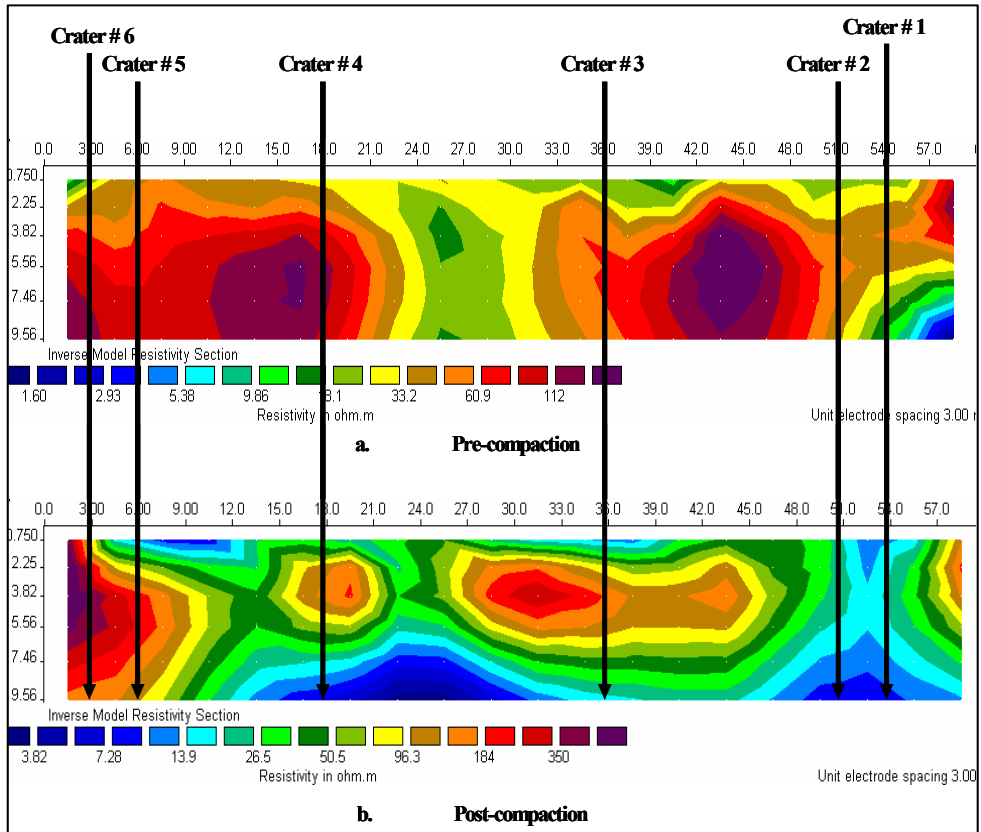 Crater # 1
Crater # 6
Crater # 5 Crater # 4 Crater # 3 Crater # 2
0.0 3.00 6.00 9.00 12.0 15.0 18.0 21.0 24.0 27.0 30.0 33.0 36.0 39.0 42.0 45.0 48.0 51.0 54.0 57.0
0.750
2.25
3.82
5.56
7.46
9.56
Inverse Model Resistivity Section
1.60 2.93 5.38 9.86 18.1 33.2 60.9 112
Resistivity in ohm.m Unit electrode spacing 3.00
a. Pre-compaction
0.0 3.00 6.00 9.00 12.0 15.0 18.0 21.0 24.0 27.0 30.0 33.0 36.0 39.0 42.0 45.0 48.0 51.0 54.0 57.0
0.750
2.25
3.82
5.56
7.46
9.56
Inverse Model Resistivity Section
3.82 7.28 13.9 26.5 50.5 96.3 184 350
Resistivity in ohm.m Unit electrode spacing 3.00
b. Post-compaction